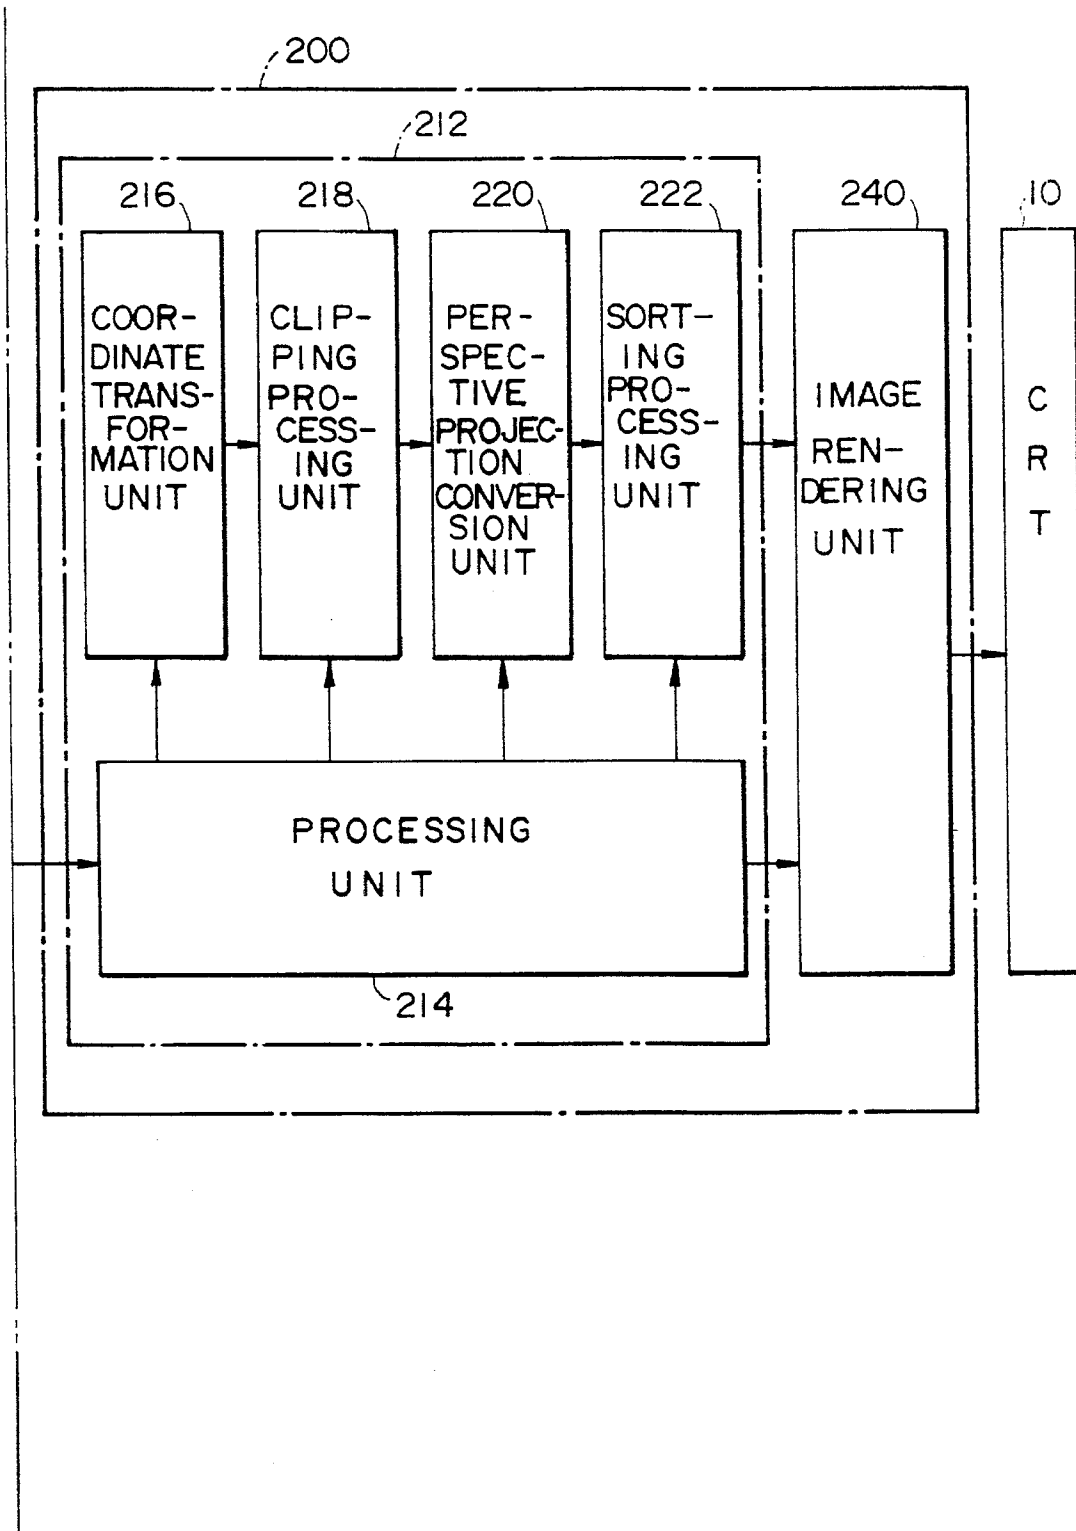 200
212
216
218
220
222
240
10
COOR-
DINATE
TRANS-
FOR-
MATION
UNIT
CLIP-
PING
PRO-
CESS-
ING
UNIT
PER-
SPEC-
TIVE
PROJEC-
TION
CONVER-
SION
UNIT
SORT-
ING
PRO-
CESS-
ING
UNIT
IMAGE
REN-
DERING
UNIT
C
R
T
PROCESSING
UNIT
214